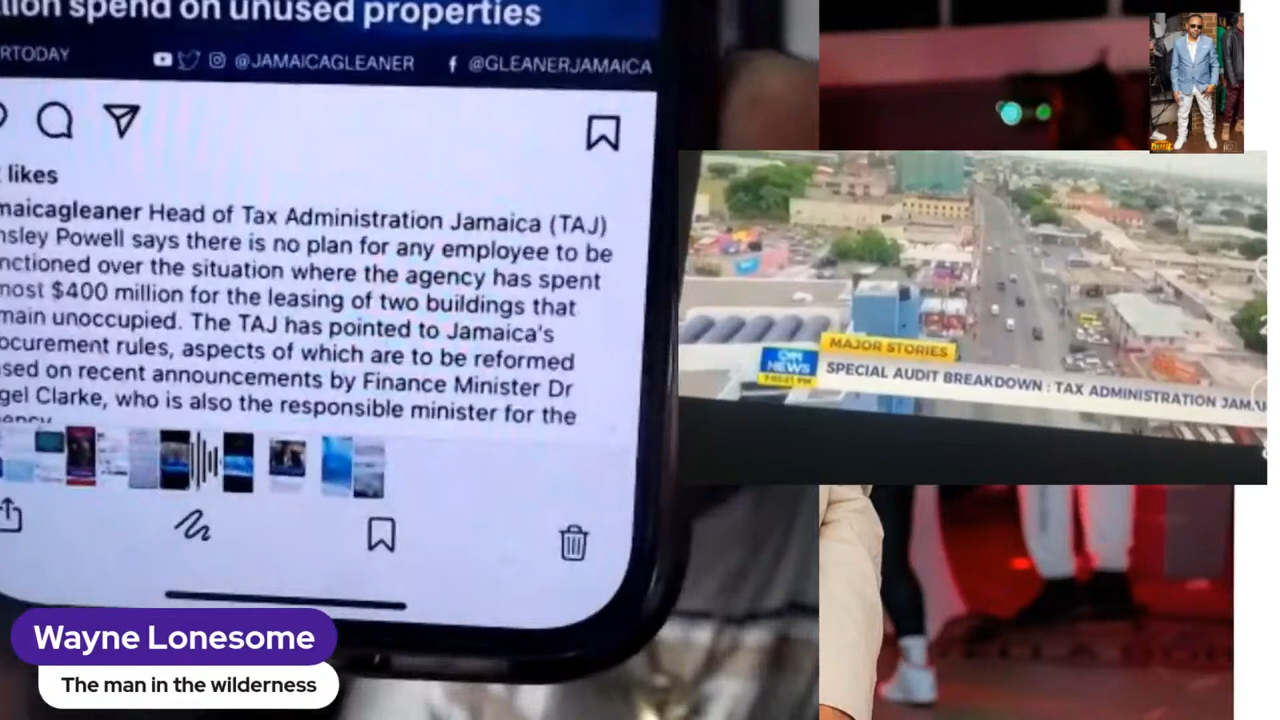 tion spend on unused properties
RTODAY
@JAMAICAGLEANER
@GLEANERJAMAICA
likes
maicagleaner Head of Tax Administration Jamaica (TAJ)
nsley Powell says there is no plan for any employee to be
nctioned over the situation where the agency has spent
most $400 million for the leasing of two buildings that
main unoccupied. The TAJ has pointed to Jamaica's
ocurement rules, aspects of which are to be reformed
sed on recent announcements by Finance Minister Dr
gel Clarke, who is also the responsible minister for the
MAJOR STORIES
NEWS
SPECIAL AUDIT BREAKDOWN : TAX ADMINISTRATION JAMA
Wayne Lonesome
The man in the wilderness